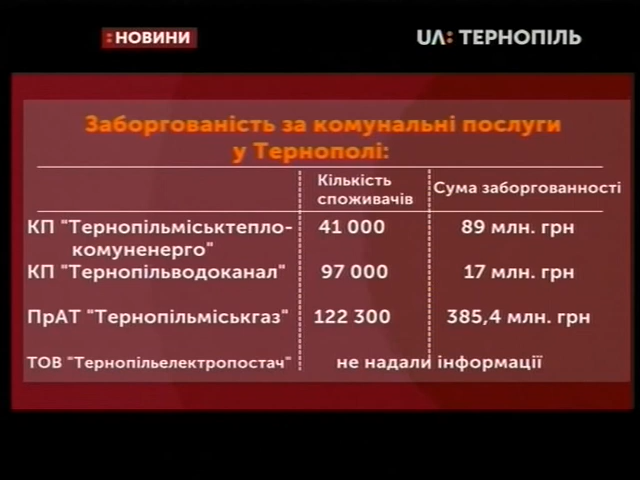 :НОВИНИ
UA: ТЕРНОПІЛЬ
Заборгованість за комунальні послуги
у Тернополі:
Кількість
споживачів
Сума заборгованності
КП "Тернопільміськтепло-
комуненерго"
41 000
89 млн. грн
КП "Тернопільводоканал"
97 000
17 млн. грн
ПрАТ "Тернопільміськгаз"
122 300
385,4 млн. грн
ТОВ "Тернопільелектропостач"
не надали інформації